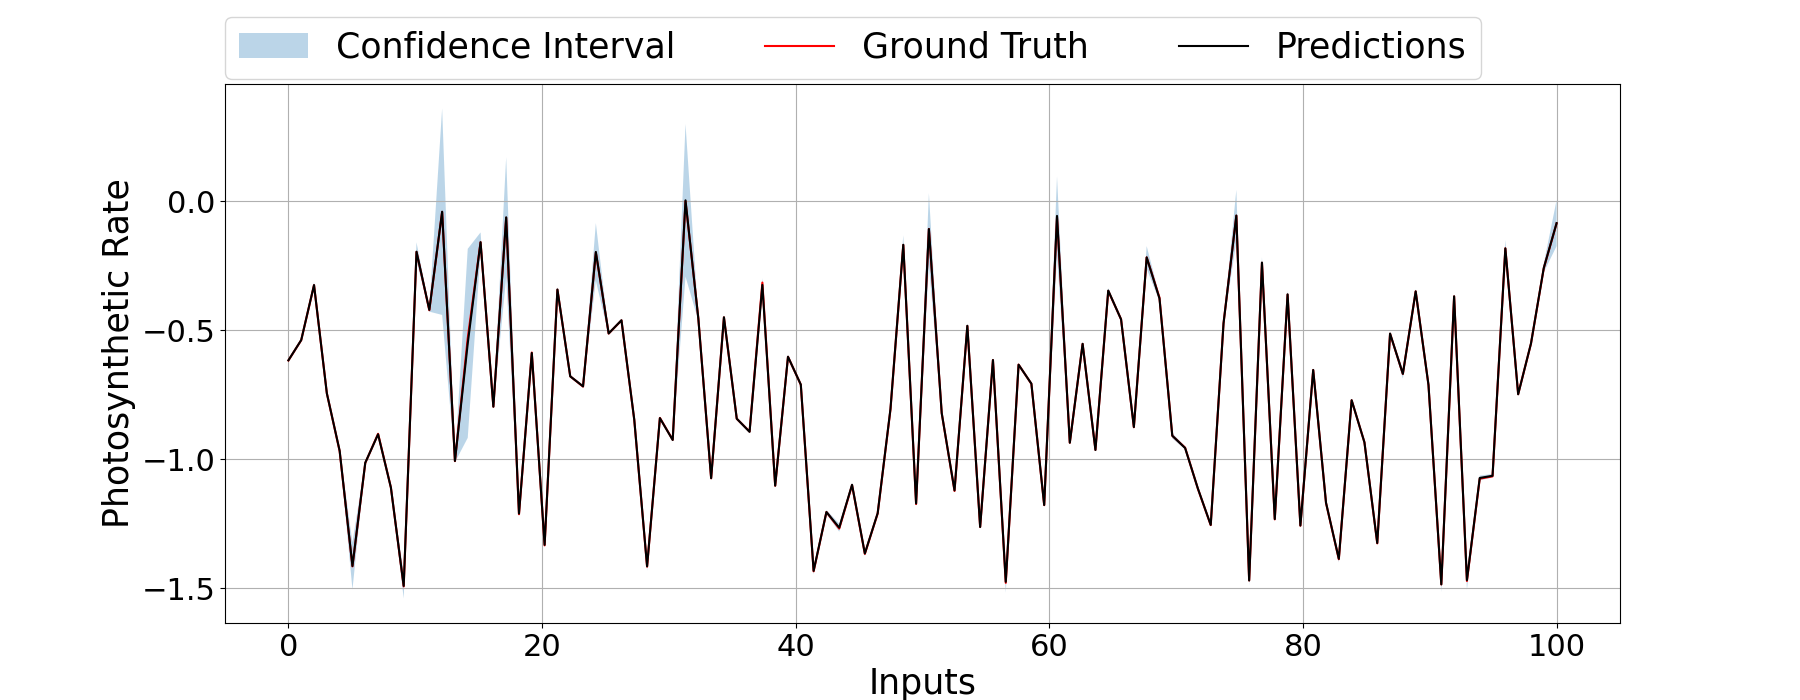 Confidence Interval Ground Truth Predictions
Photosynthetic Rate
0.0
−0.5
−1.0
−1.5
0 20 40 60 80 100
Inputs